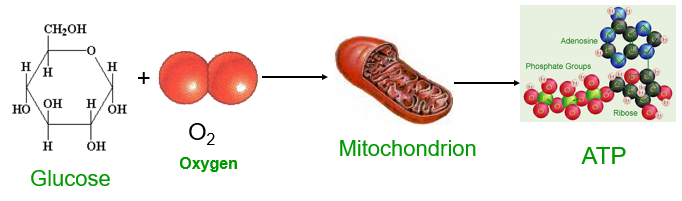 CH₂OH
O
H
H
H
HO
OH
H
OH
H
OH
Glucose
+
O₂
Oxygen
Mitochondrion
Adenosine
Phosphate Groups
Ribose
ATP